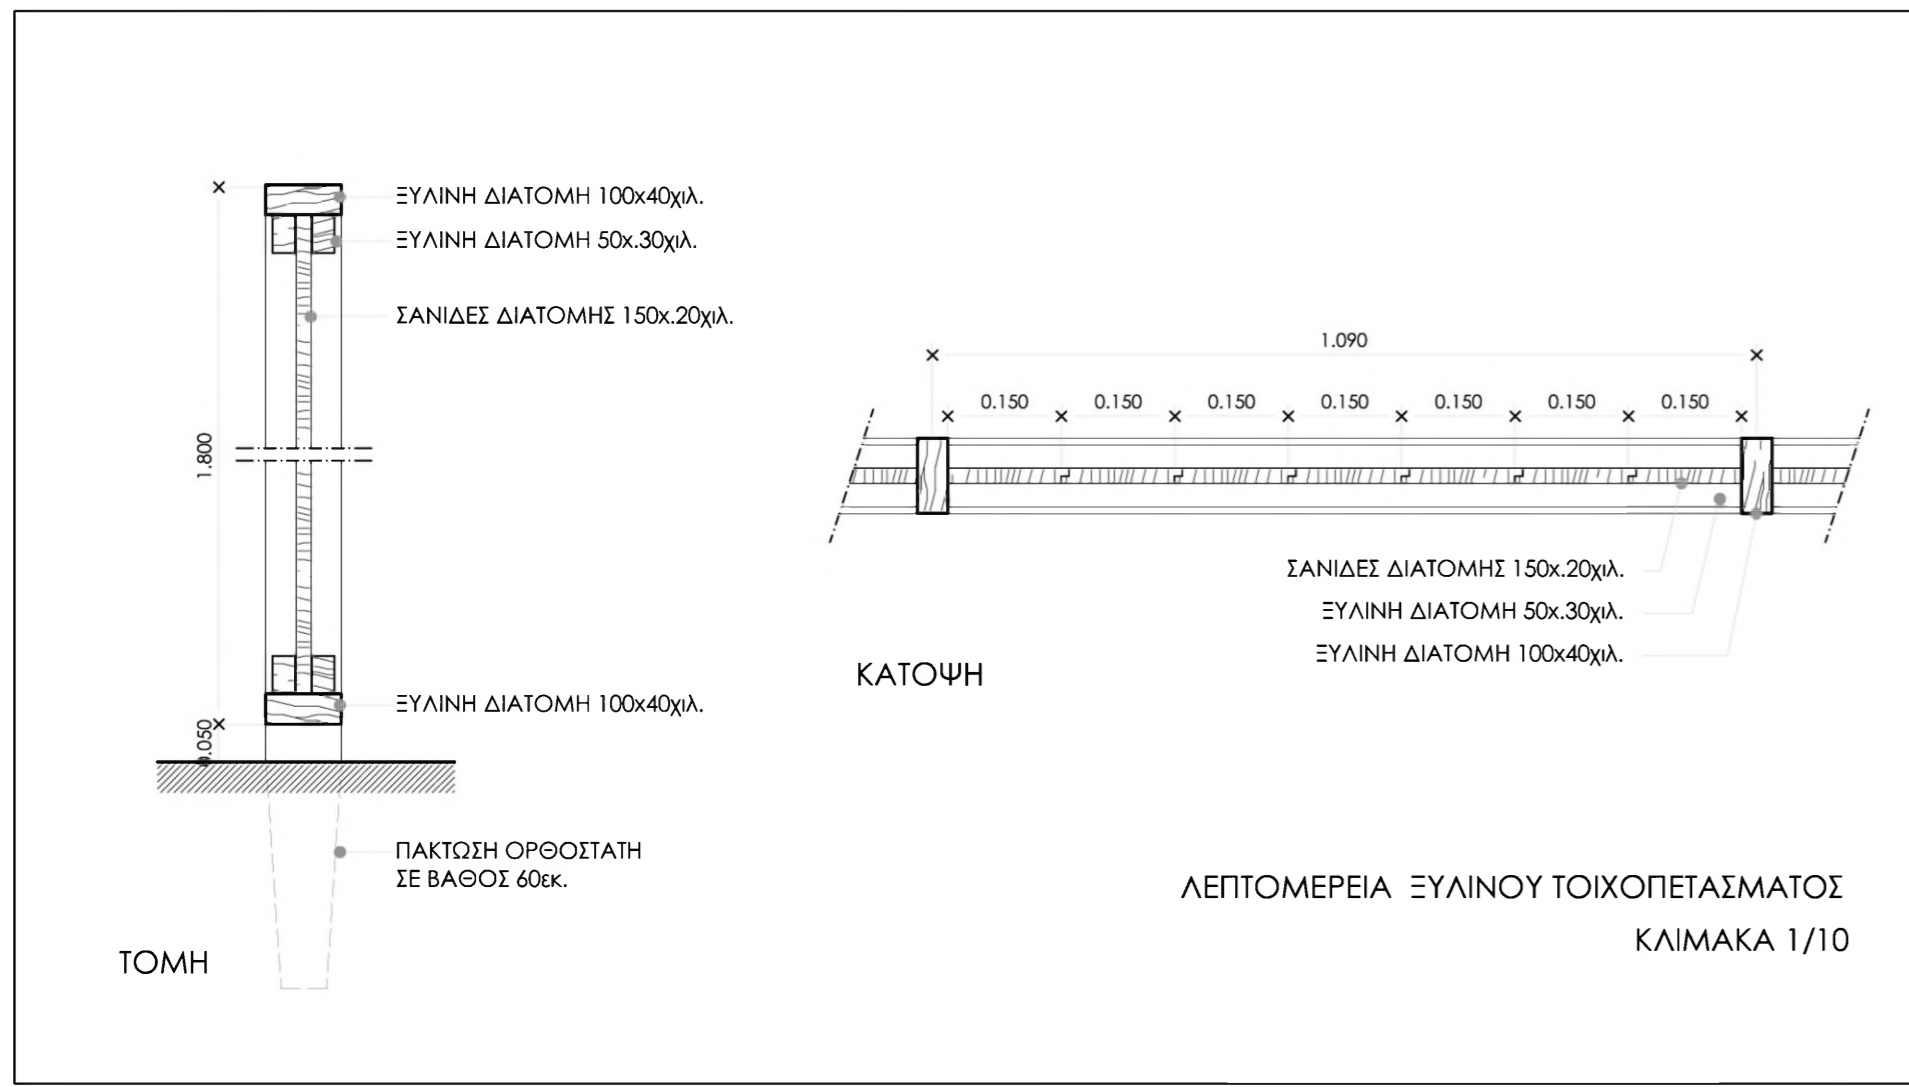 ΞΥΛΙΝΗ ΔΙΑΤΟΜΗ 100x40χιλ.
ΞΥΛΙΝΗ ΔΙΑΤΟΜΗ 50x.30χιλ.
ΣΑΝΙΔΕΣ ΔΙΑΤΟΜΗΣ 150x.20χιλ.
1.800
ΞΥΛΙΝΗ ΔΙΑΤΟΜΗ 100x40χιλ.
0.050
ΠΑΚΤΩΣΗ ΟΡΘΟΣΤΑΤΗ
ΣΕ ΒΑΘΟΣ 60εκ.
ΤΟΜΗ
1.090
0.150 0.150 0.150 0.150 0.150 0.150 0.150
ΣΑΝΙΔΕΣ ΔΙΑΤΟΜΗΣ 150x.20χιλ.
ΞΥΛΙΝΗ ΔΙΑΤΟΜΗ 50x.30χιλ.
ΞΥΛΙΝΗ ΔΙΑΤΟΜΗ 100x40χιλ.
ΚΑΤΟΨΗ
ΛΕΠΤΟΜΕΡΕΙΑ ΞΥΛΙΝΟΥ ΤΟΙΧΟΠΕΤΑΣΜΑΤΟΣ
ΚΛΙΜΑΚΑ 1/10